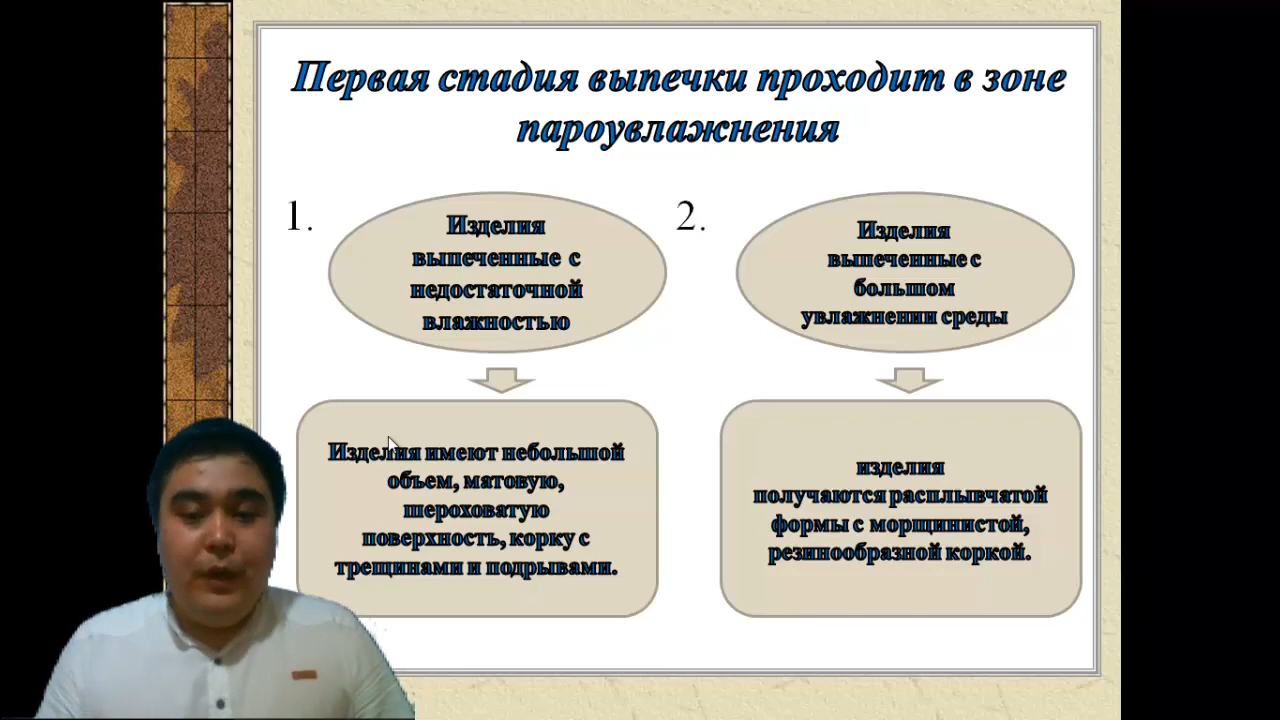 Первая стадия выпечки проходит в зоне
пароувлажнения
1.
Изделия
выпеченные с
недостаточной
влажностью
Изделия имеют небольшой
объем, матовую,
шероховатую
поверхность, корку с
трещинами и подрывами.
2.
Изделия
выпеченные с
большом
увлажнении среды
изделия
получаются расплывчатой
формы с морщинистой,
резинообразной коркой.